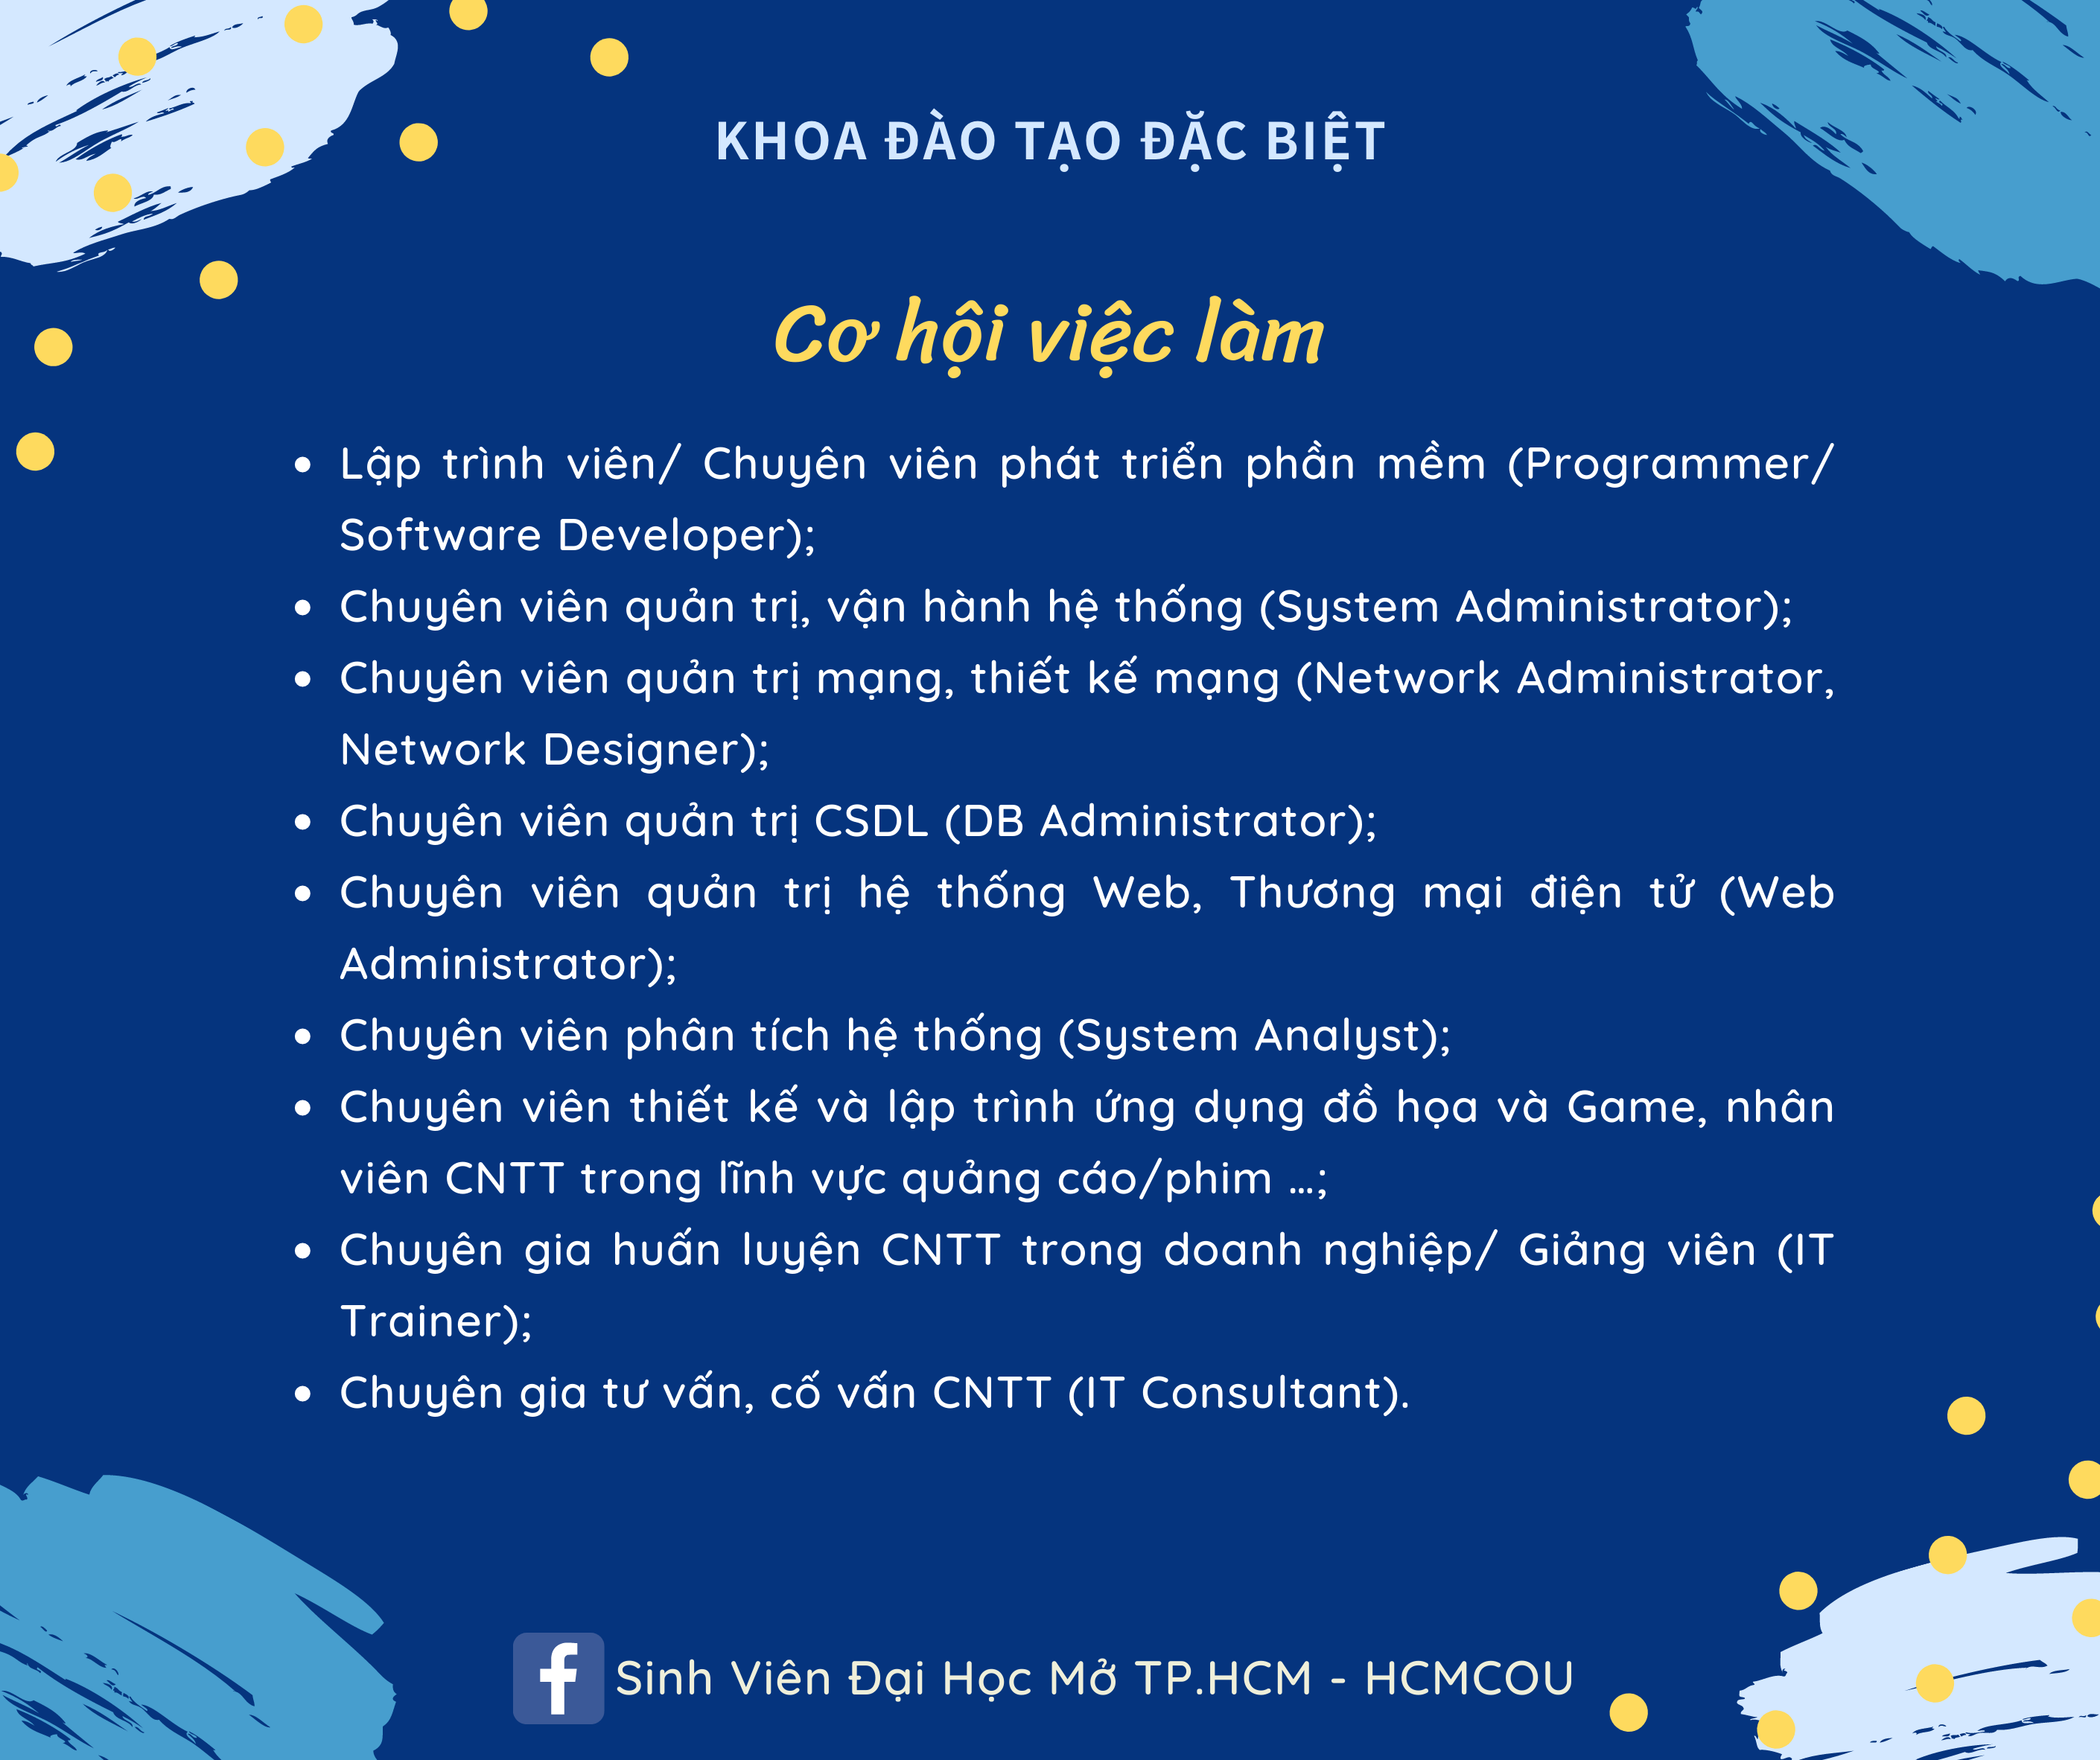 KHOA ĐÀO TẠO ĐẶC BIỆT
Cơ hội việc làm
• Lập trình viên/ Chuyên viên phát triển phần mềm (Programmer/
Software Developer);
• Chuyên viên quản trị, vận hành hệ thống (System Administrator);
• Chuyên viên quản trị mạng, thiết kế mạng (Network Administrator,
Network Designer);
• Chuyên viên quản trị CSDL (DB Administrator);
• Chuyên viên quản trị hệ thống Web, Thương mại điện tử (Web
Administrator);
• Chuyên viên phân tích hệ thống (System Analyst);
• Chuyên viên thiết kế và lập trình ứng dụng đồ họa và Game, nhân
viên CNTT trong lĩnh vực quảng cáo/phim ...;
• Chuyên gia huấn luyện CNTT trong doanh nghiệp/ Giảng viên (IT
Trainer);
• Chuyên gia tư vấn, cố vấn CNTT (IT Consultant).
f Sinh Viên Đại Học Mở TP.HCM - HCMCOU